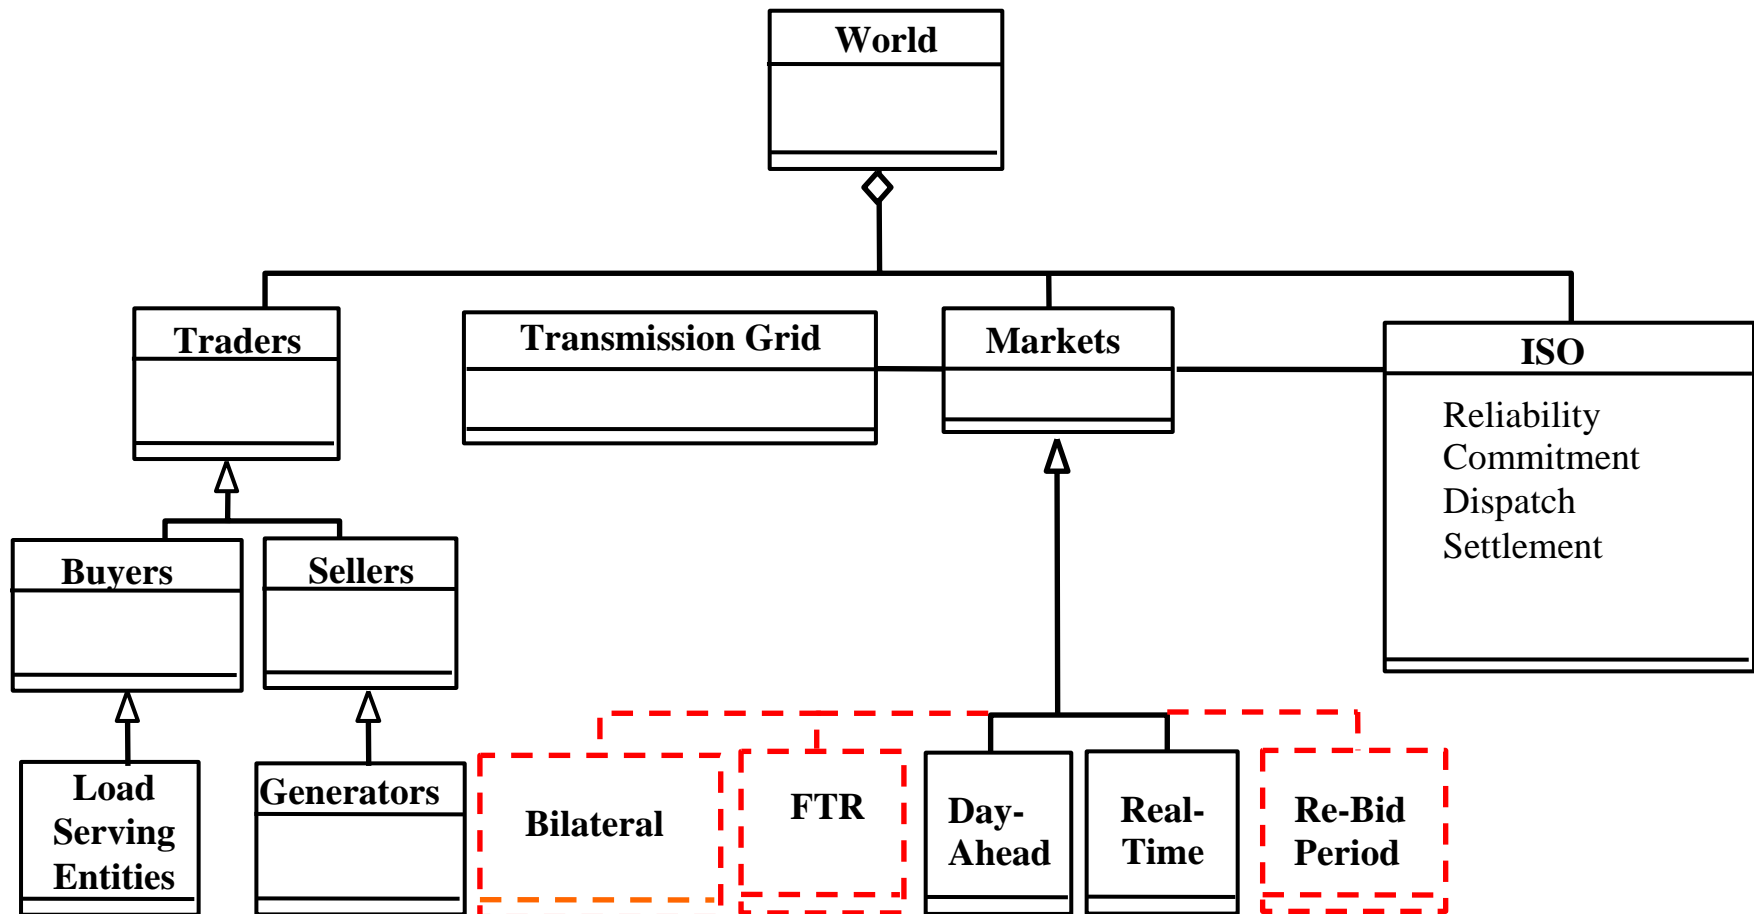 World
Traders
Transmission Grid
Markets
ISO
Reliability
Commitment
Dispatch
Settlement
Buyers
Sellers
Load
Serving
Entities
Generators
Bilateral
FTR
Day-
Ahead
Real-
Time
Re-Bid
Period